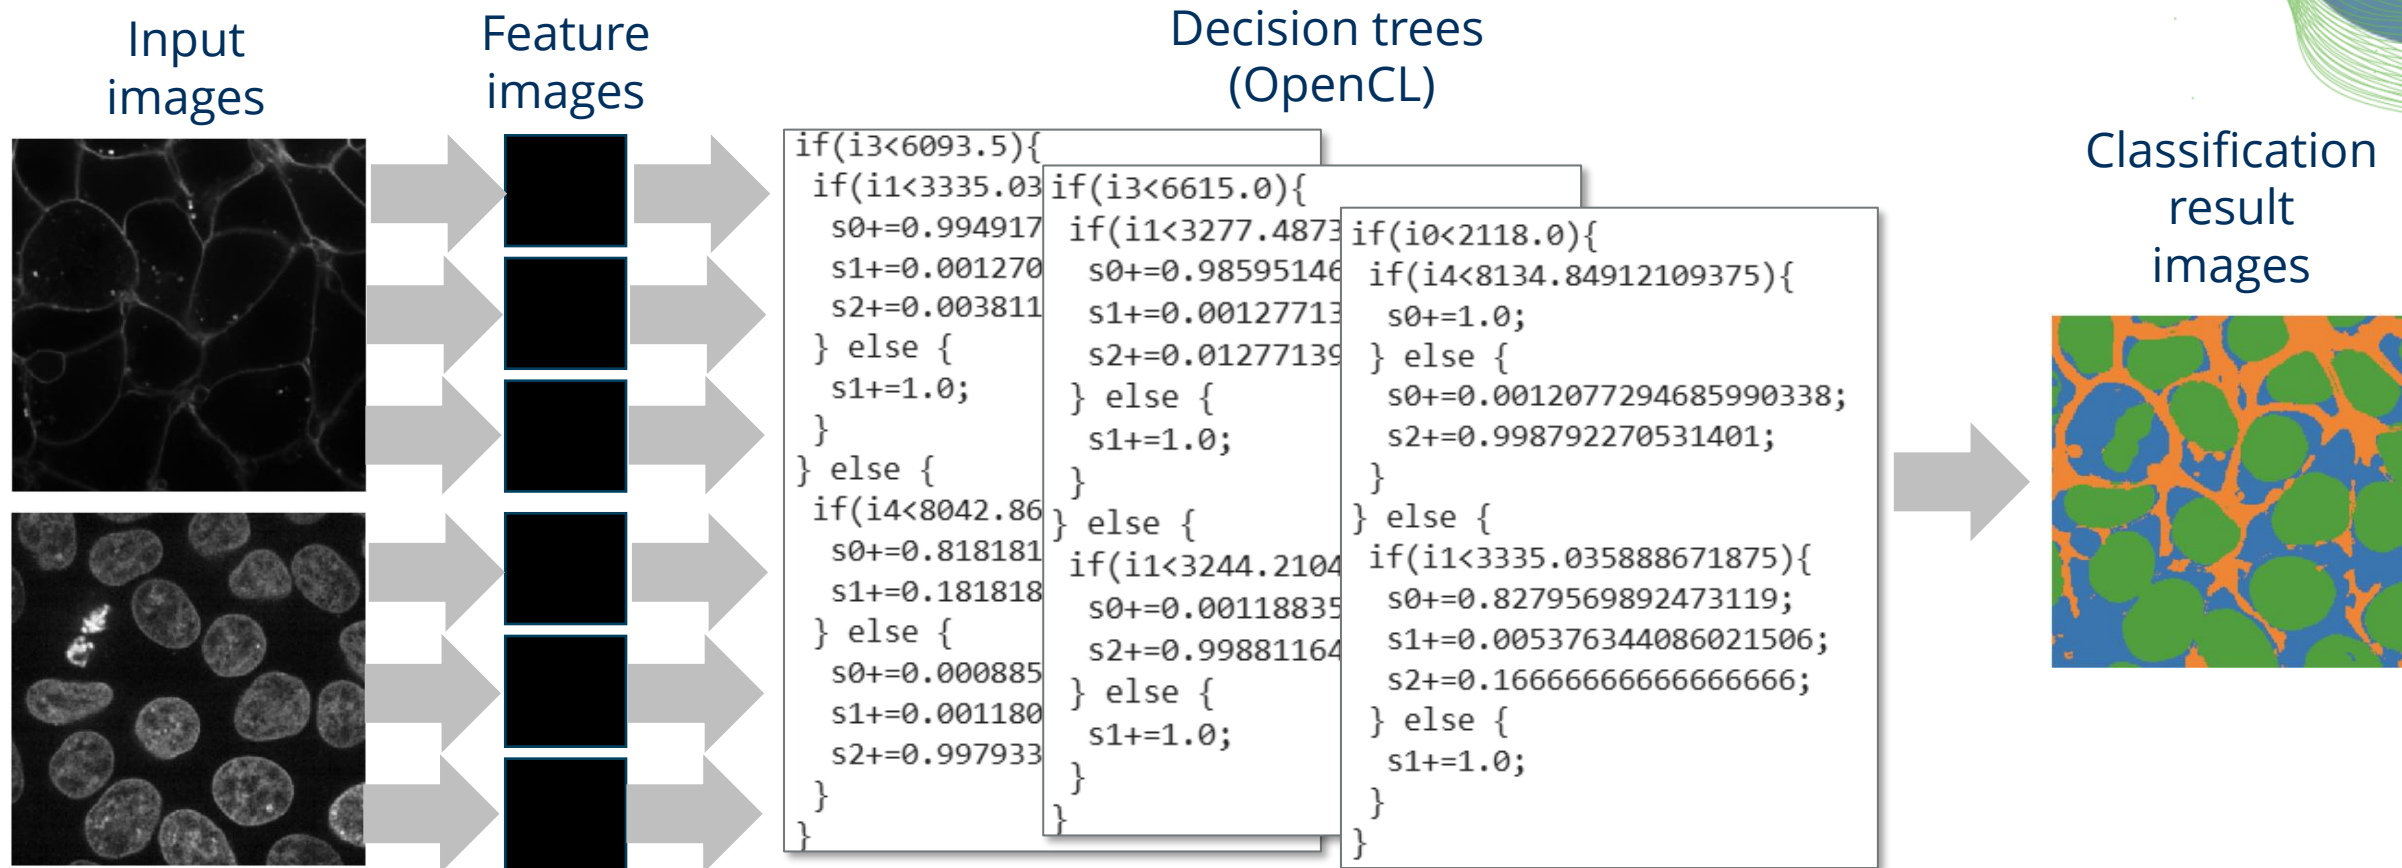 Input
images
Feature
images
Decision trees
(OpenCL)
if(i3<6093.5){
if(i1<3335.03
s0+=0.994917
s1+=0.001270
s2+=0.003811
} else {
s1+=1.0;
}
} else {
if(i4<8042.86
s0+=0.818181
s1+=0.181818
} else {
s0+=0.000885
s1+=0.001180
s2+=0.997933
}
}
if(i3<6615.0){
if(i1<3277.4873
s0+=0.98595146
s1+=0.00127713
s2+=0.01277139
} else {
s1+=1.0;
}
} else {
if(i1<3244.2104
s0+=0.00118835
s2+=0.99881164
} else {
s1+=1.0;
}
}
if(i0<2118.0){
if(i4<8134.84912109375){
s0+=1.0;
} else {
s0+=0.0012077294685990338;
s2+=0.998792270531401;
}
} else {
if(i1<3335.035888671875){
s0+=0.8279569892473119;
s1+=0.005376344086021506;
s2+=0.16666666666666666;
} else {
s1+=1.0;
}
}
Classification
result
images